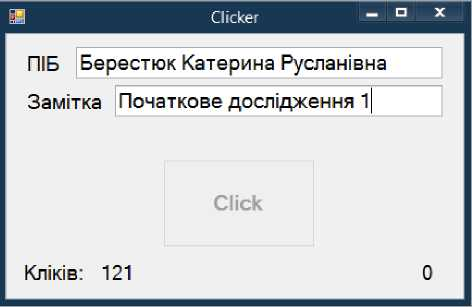 Clicker
ПІБ Берестюк Катерина Русланівна
Замітка Початкове дослідження 1
Click
Кліків: 121 0